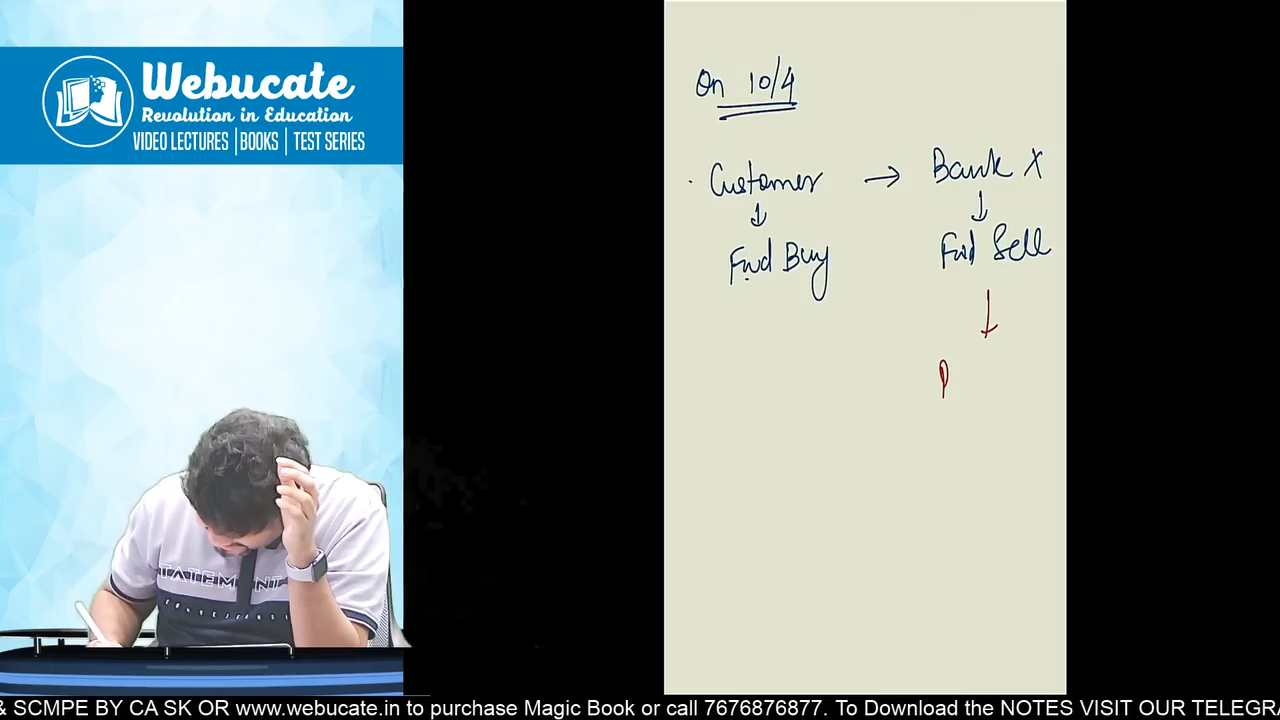 Webucate
Revolution in Education
VIDEO LECTURES | BOOKS | TEST SERIES
On 10/4
Customer → Bank X
↓ ↓
Fwd Buy Fwd Sell
↓
TATEMENT
& SCMPE BY CA SK OR www.webucate.in to purchase Magic Book or call 7676876877. To Download the NOTES VISIT OUR TELEGRA